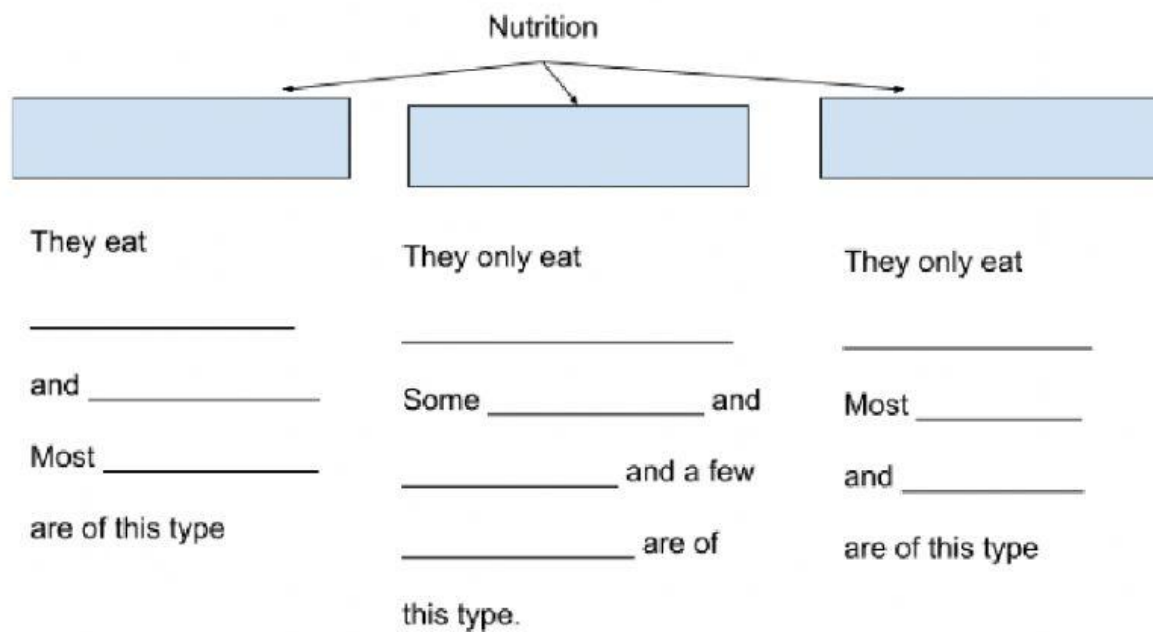 Nutrition
They eat
and
Most
are of this type
They only eat
Some and
and a few
are of
this type.
They only eat
Most
and
are of this type